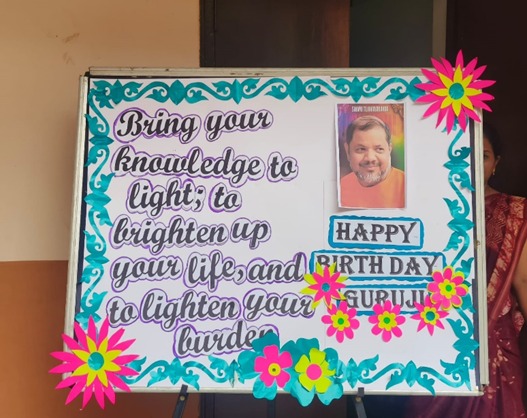 Bring your
knowledge to
light; to
brighten up
your life, and
to lighten your
burden
HAPPY
BIRTH DAY
GURUJI